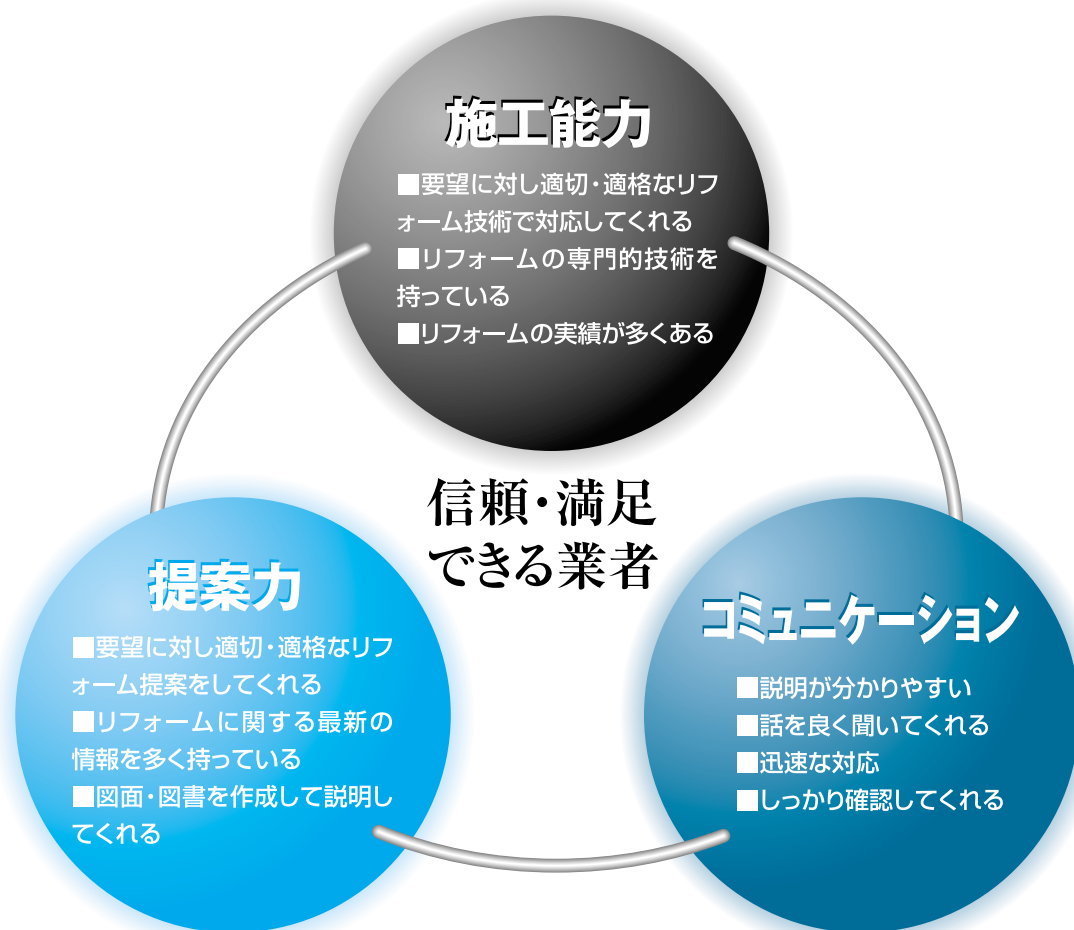 施工能力
■要望に対し適切・適格なリフ
ォーム技術で対応してくれる
■リフォームの専門的技術を
持っている
■リフォームの実績が多くある
信頼・満足
できる業者
提案力
■要望に対し適切・適格なリフ
ォーム提案をしてくれる
■リフォームに関する最新の
情報を多く持っている
■図面・図書を作成して説明し
てくれる
コミュニケーション
■説明が分かりやすい
■話を良く聞いてくれる
■迅速な対応
■しっかり確認してくれる